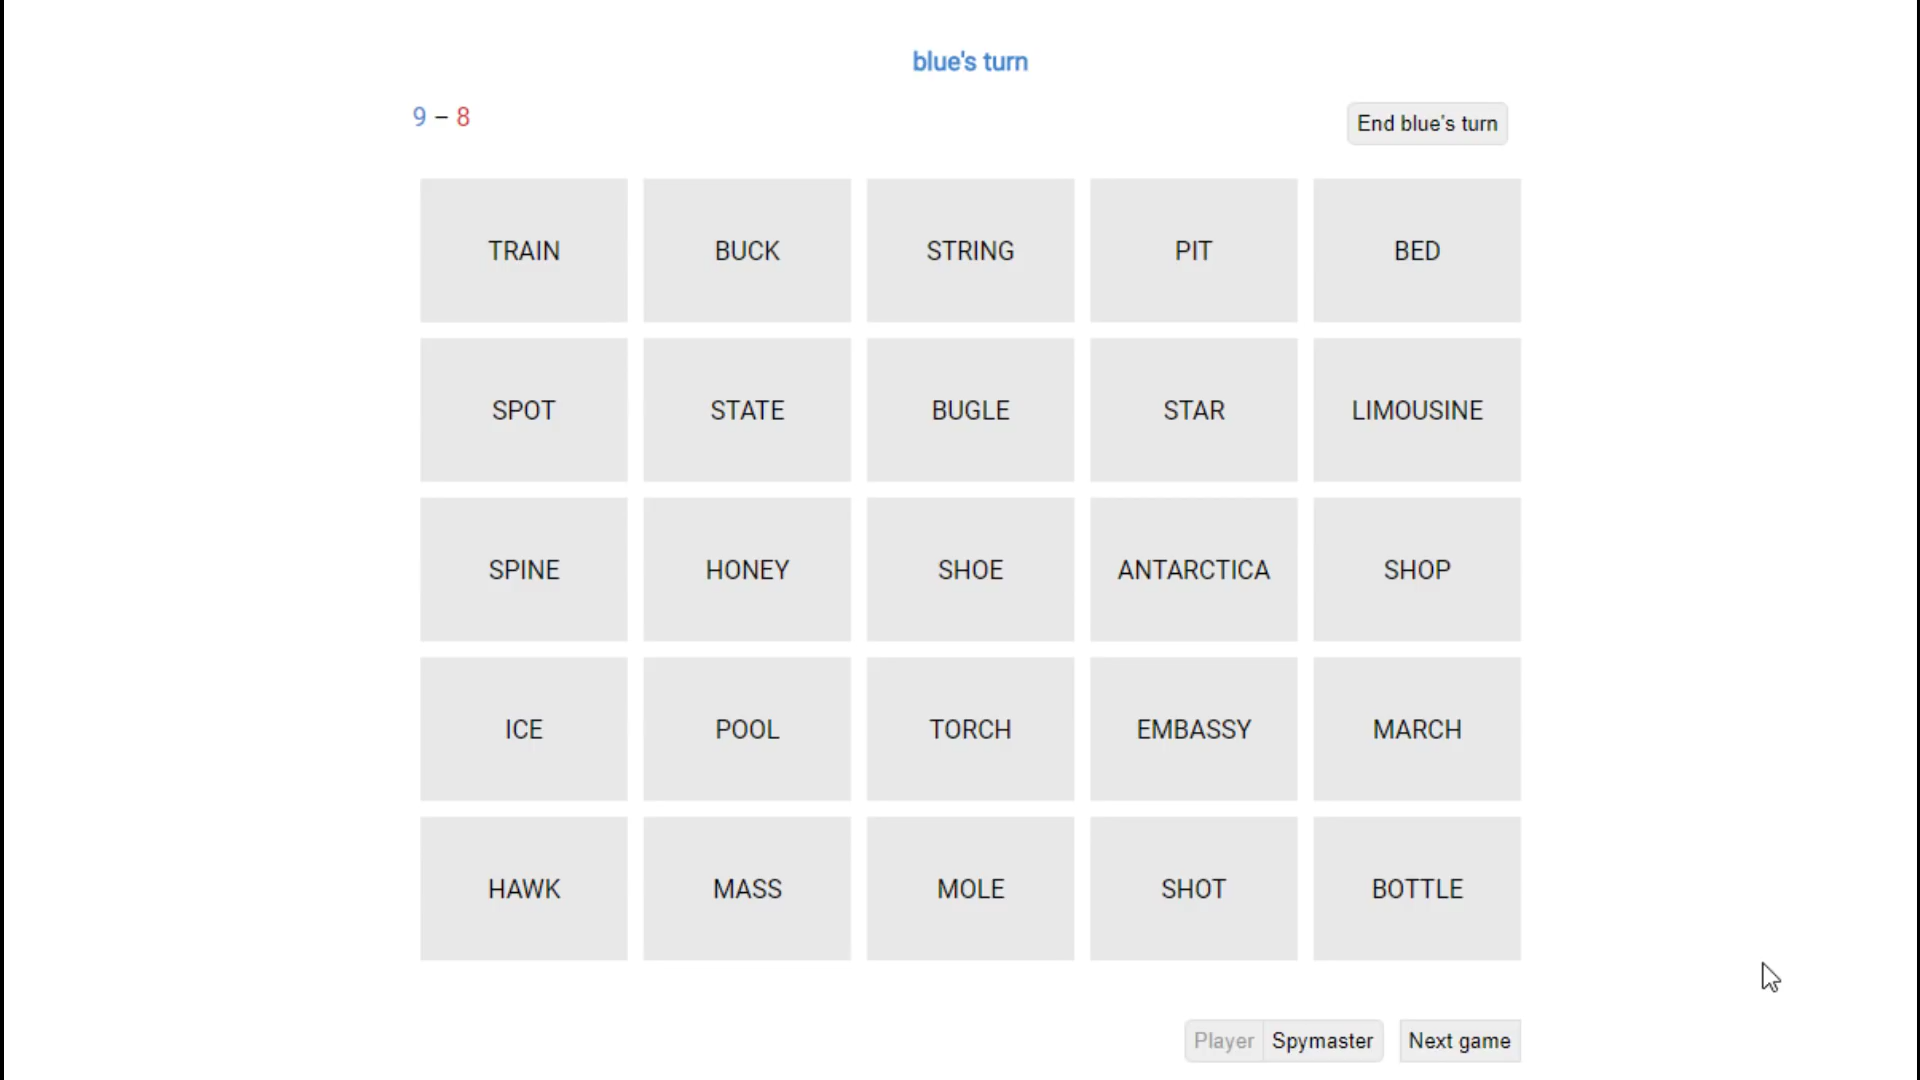 blue's turn
9 – 8
End blue's turn
TRAIN BUCK STRING PIT BED
SPOT STATE BUGLE STAR LIMOUSINE
SPINE HONEY SHOE ANTARCTICA SHOP
ICE POOL TORCH EMBASSY MARCH
HAWK MASS MOLE SHOT BOTTLE
Player Spymaster Next game